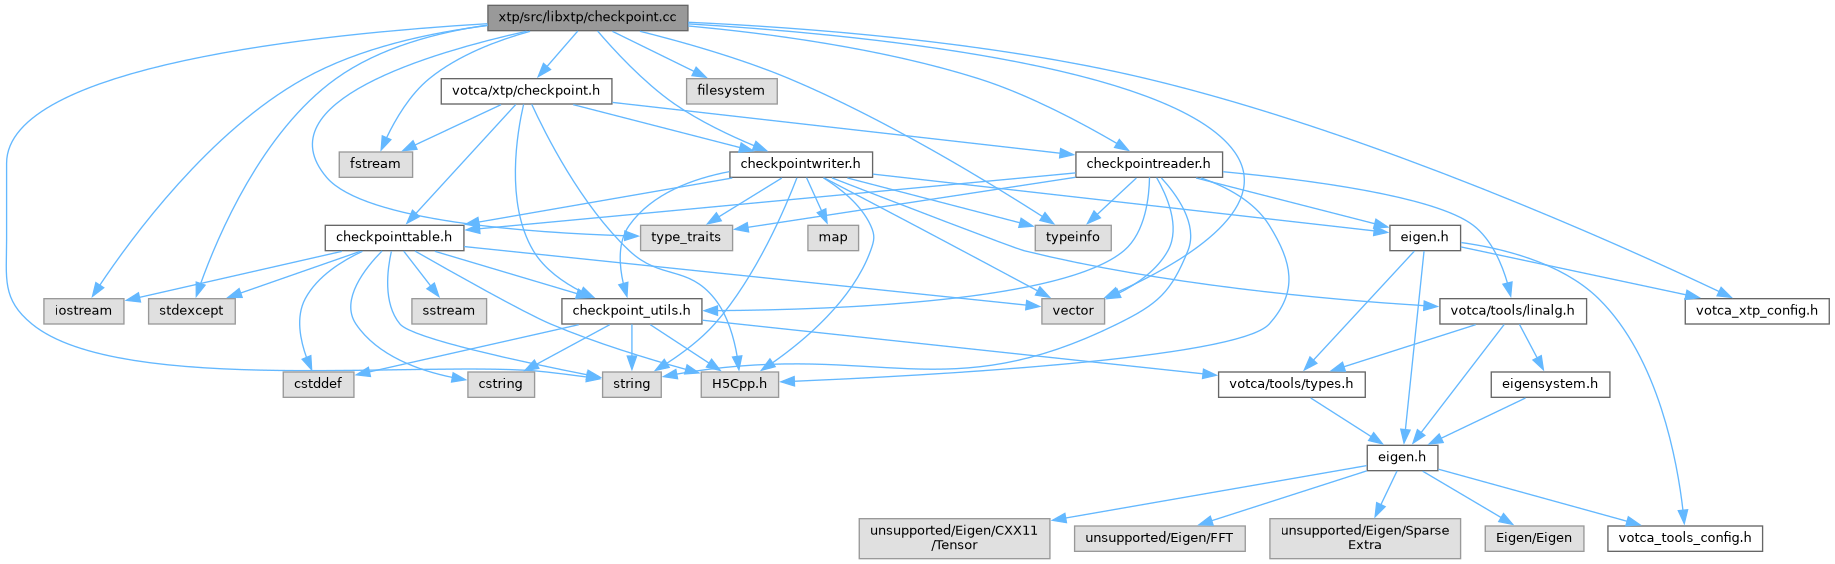 xtp/src/libxtp/checkpoint.cc
votca/xtp/checkpoint.h
filesystem
fstream
checkpointwriter.h
checkpointreader.h
checkpointtable.h
type_traits
map
typeinfo
eigen.h
iostream
stdexcept
sstream
checkpoint_utils.h
vector
votca/tools/linalg.h
votca_xtp_config.h
cstddef
cstring
string
H5Cpp.h
votca/tools/types.h
eigensystem.h
eigen.h
unsupported/Eigen/CXX11
/Tensor
unsupported/Eigen/FFT
unsupported/Eigen/Sparse
Extra
Eigen/Eigen
votca_tools_config.h